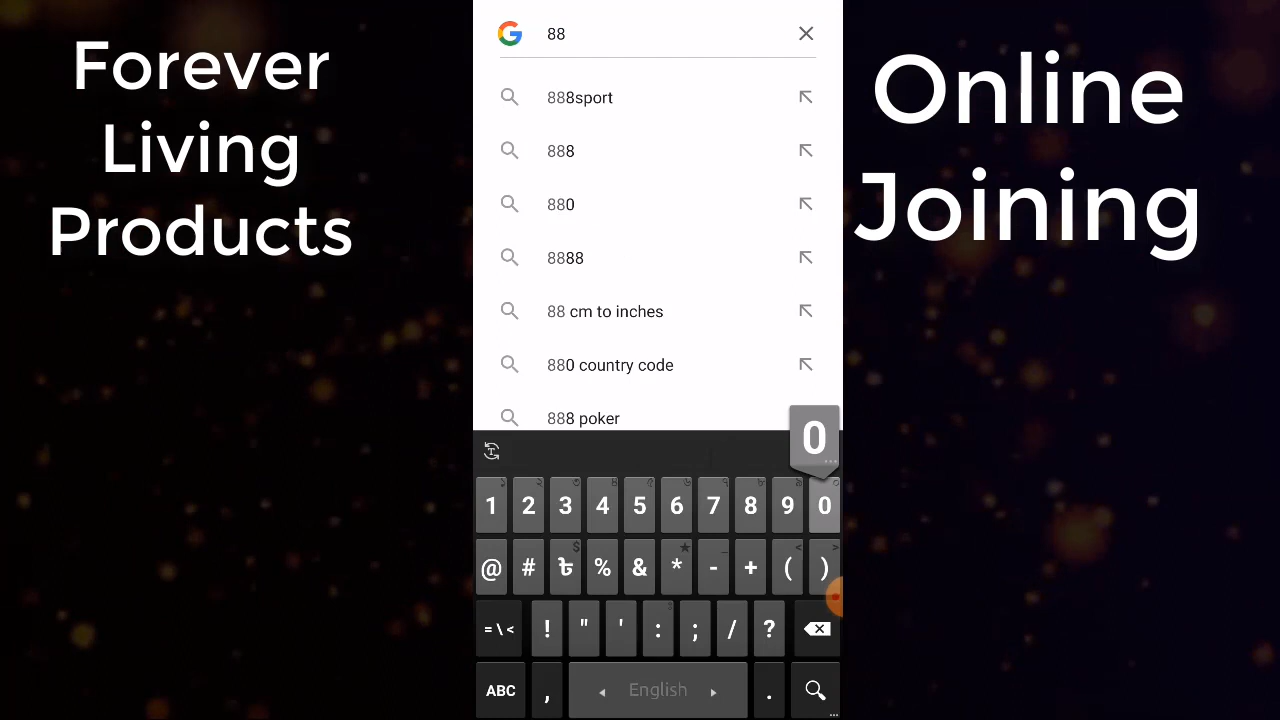 Forever
Living
Products
Online
Joining
88
888sport
888
880
8888
88 cm to inches
880 country code
888 poker
0
1 2 3 4 5 6 7 8 9 0
@ # ৳ % & * - + ( )
= \ < ! " ' : ; / ?
ABC , English .